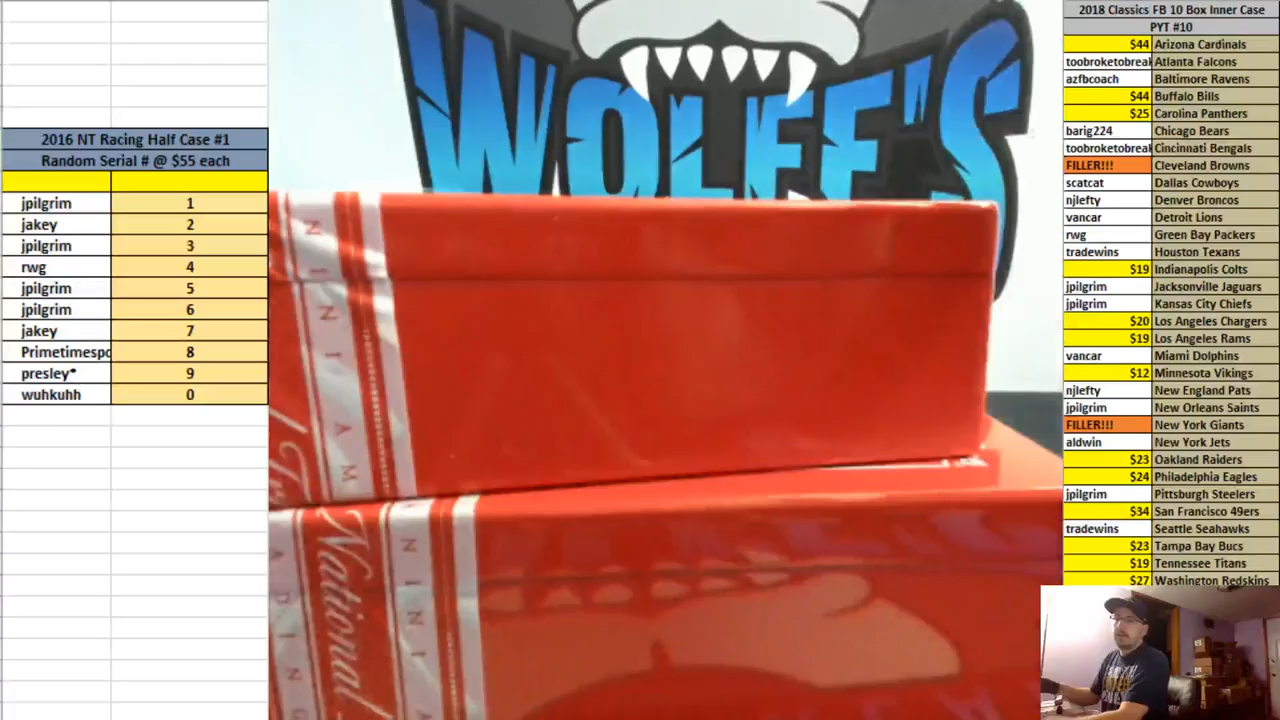 2016 NT Racing Half Case #1
Random Serial # @ $55 each
jpilgrim 1
jakey 2
jpilgrim 3
rwg 4
jpilgrim 5
jpilgrim 6
jakey 7
Primetimespo 8
presley* 9
wuhkuhh 0
WOLFE'S
PANINI AMERICA
National
2018 Classics FB 10 Box Inner Case
PYT #10
$44 Arizona Cardinals
toobroketobreak Atlanta Falcons
azfbcoach Baltimore Ravens
$44 Buffalo Bills
$25 Carolina Panthers
barig224 Chicago Bears
toobroketobreak Cincinnati Bengals
FILLER!!! Cleveland Browns
scatcat Dallas Cowboys
njlefty Denver Broncos
vancar Detroit Lions
rwg Green Bay Packers
tradewins Houston Texans
$19 Indianapolis Colts
jpilgrim Jacksonville Jaguars
jpilgrim Kansas City Chiefs
$20 Los Angeles Chargers
$19 Los Angeles Rams
vancar Miami Dolphins
$12 Minnesota Vikings
njlefty New England Pats
jpilgrim New Orleans Saints
FILLER!!! New York Giants
aldwin New York Jets
$23 Oakland Raiders
$24 Philadelphia Eagles
jpilgrim Pittsburgh Steelers
$34 San Francisco 49ers
tradewins Seattle Seahawks
$23 Tampa Bay Bucs
$19 Tennessee Titans
$27 Washington Redskins